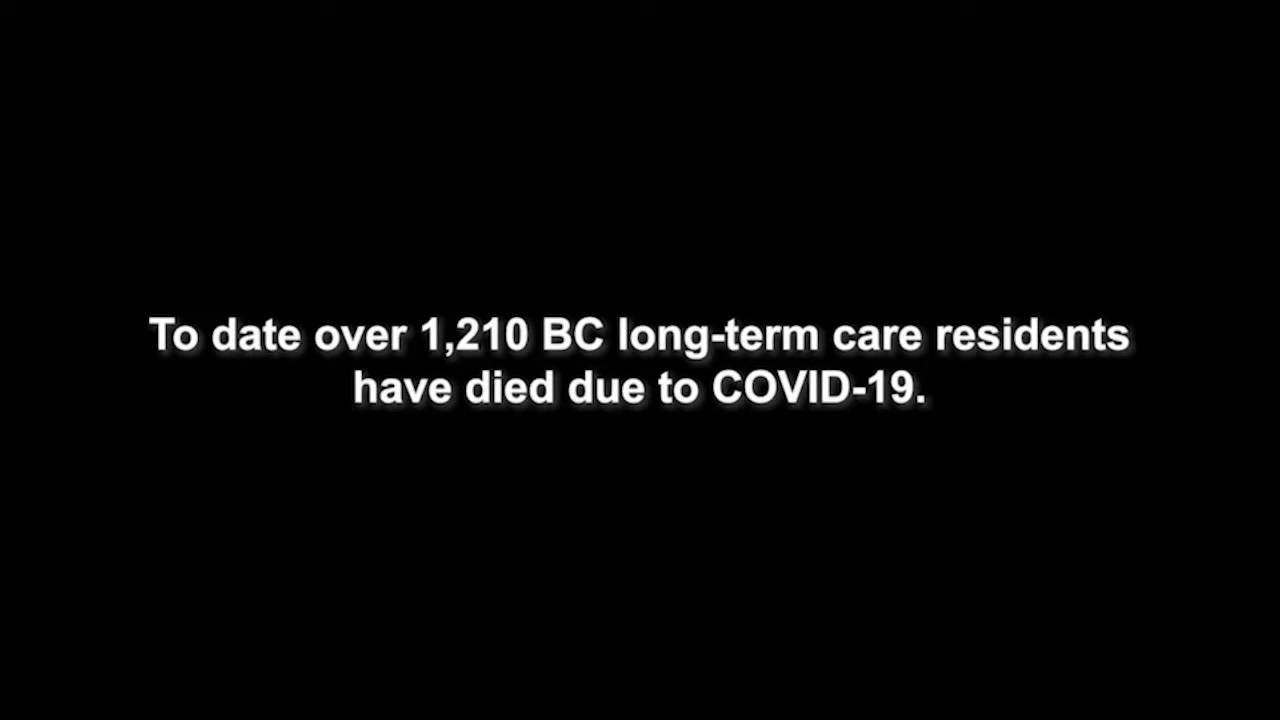 To date over 1,210 BC long-term care residents
have died due to COVID-19.